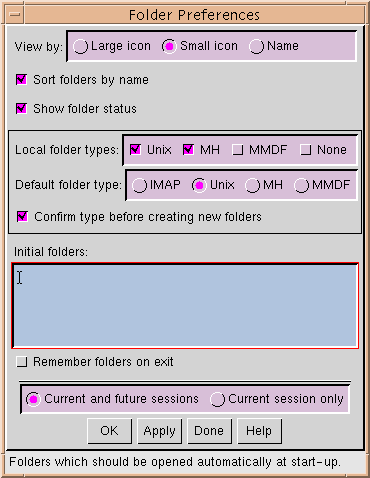 Folder Preferences
View by: Large icon Small icon Name
Sort folders by name
Show folder status
Local folder types: Unix MH MMDF None
Default folder type: IMAP Unix MH MMDF
Confirm type before creating new folders
Initial folders:
Remember folders on exit
Current and future sessions Current session only
OK Apply Done Help
Folders which should be opened automatically at start-up.